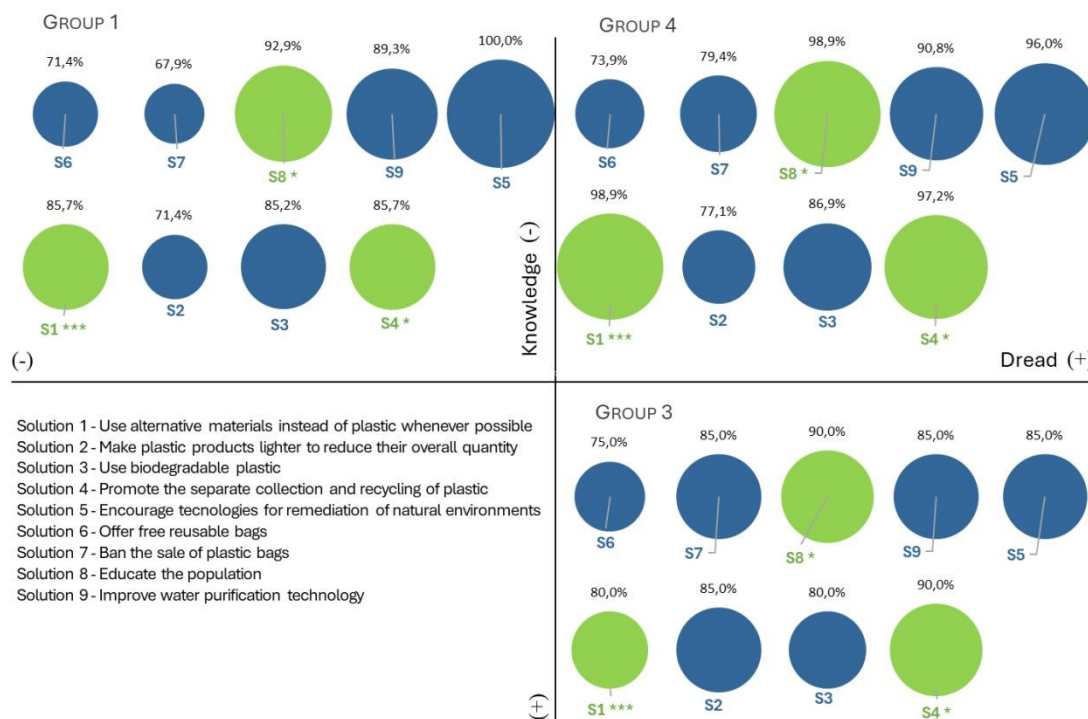 GROUP 1
71,4%
67,9%
92,9%
89,3%
100,0%
S6
S7
S8 *
S9
S5
85,7%
71,4%
85,2%
85,7%
S1 ***
S2
S3
S4 *
(-)
Knowledge (-)
GROUP 4
73,9%
79,4%
98,9%
90,8%
96,0%
S6
S7
S8 *
S9
S5
98,9%
77,1%
86,9%
97,2%
S1 ***
S2
S3
S4 *
Dread (+)
Solution 1 - Use alternative materials instead of plastic whenever possible
Solution 2 - Make plastic products lighter to reduce their overall quantity
Solution 3 - Use biodegradable plastic
Solution 4 - Promote the separate collection and recycling of plastic
Solution 5 - Encourage tecnologies for remediation of natural environments
Solution 6 - Offer free reusable bags
Solution 7 - Ban the sale of plastic bags
Solution 8 - Educate the population
Solution 9 - Improve water purification technology
GROUP 3
75,0%
85,0%
90,0%
85,0%
85,0%
S6
S7
S8 *
S9
S5
80,0%
85,0%
80,0%
90,0%
S1 ***
S2
S3
S4 *
(+)